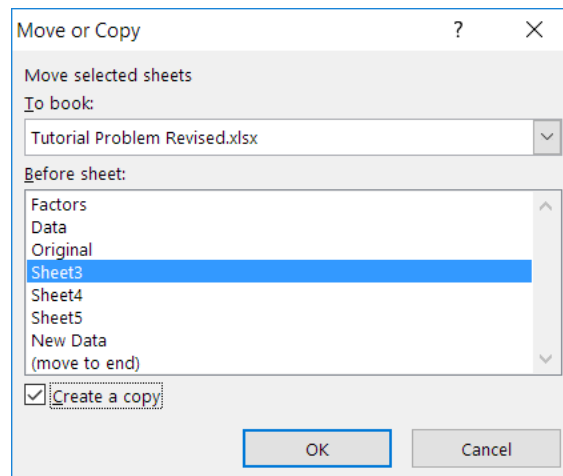 Move or Copy ?
Move selected sheets
To book:
Tutorial Problem Revised.xlsx
Before sheet:
Factors
Data
Original
Sheet3
Sheet4
Sheet5
New Data
(move to end)
Create a copy
OK Cancel